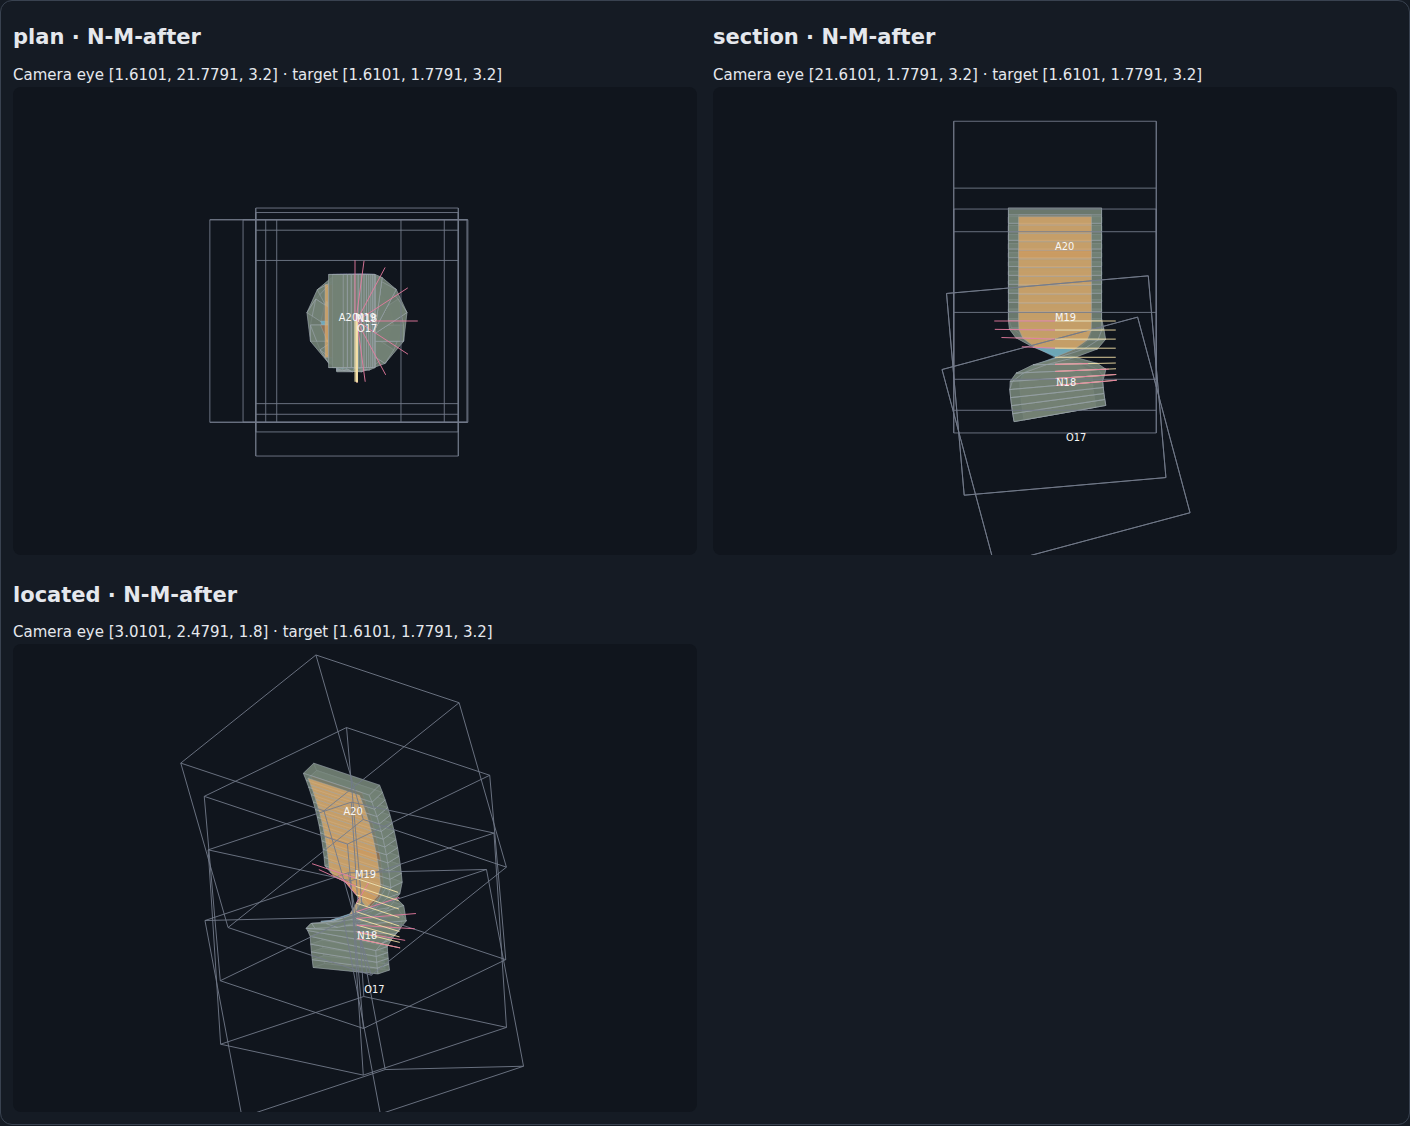 plan · N-M-after
Camera eye [1.6101, 21.7791, 3.2] · target [1.6101, 1.7791, 3.2]
A20
O17
section · N-M-after
Camera eye [21.6101, 1.7791, 3.2] · target [1.6101, 1.7791, 3.2]
A20
M19
N18
O17
located · N-M-after
Camera eye [3.0101, 2.4791, 1.8] · target [1.6101, 1.7791, 3.2]
A20
M19
N18
O17